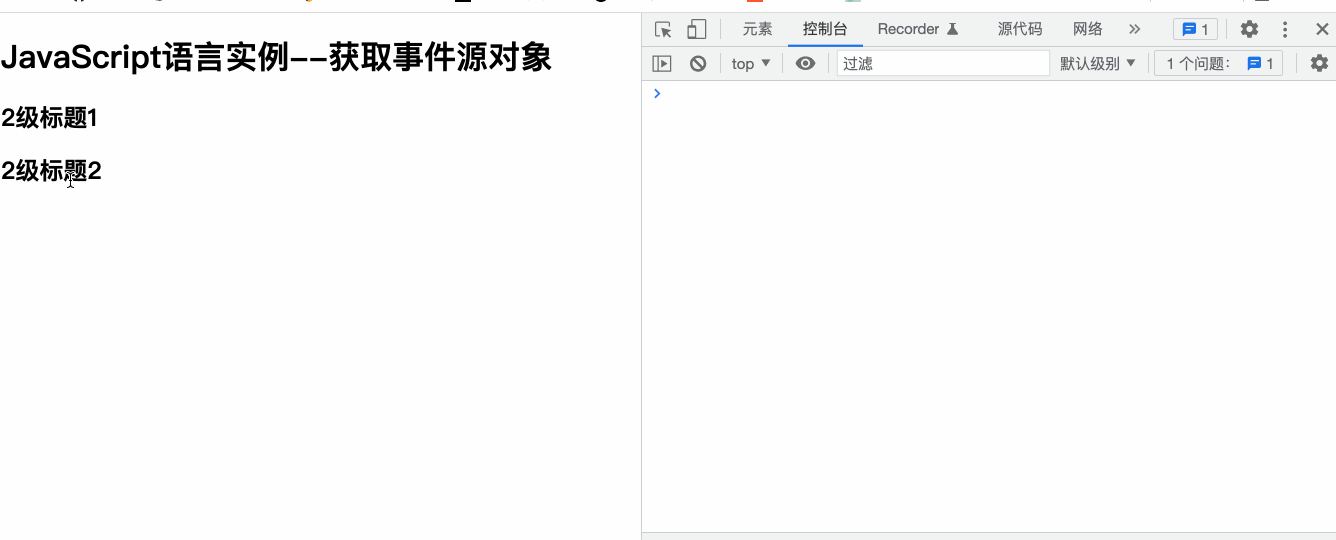 JavaScript语言实例--获取事件源对象
2级标题1
2级标题2
元素 控制台 Recorder 源代码 网络 » 1
top 过滤 默认级别 1 个问题： 1